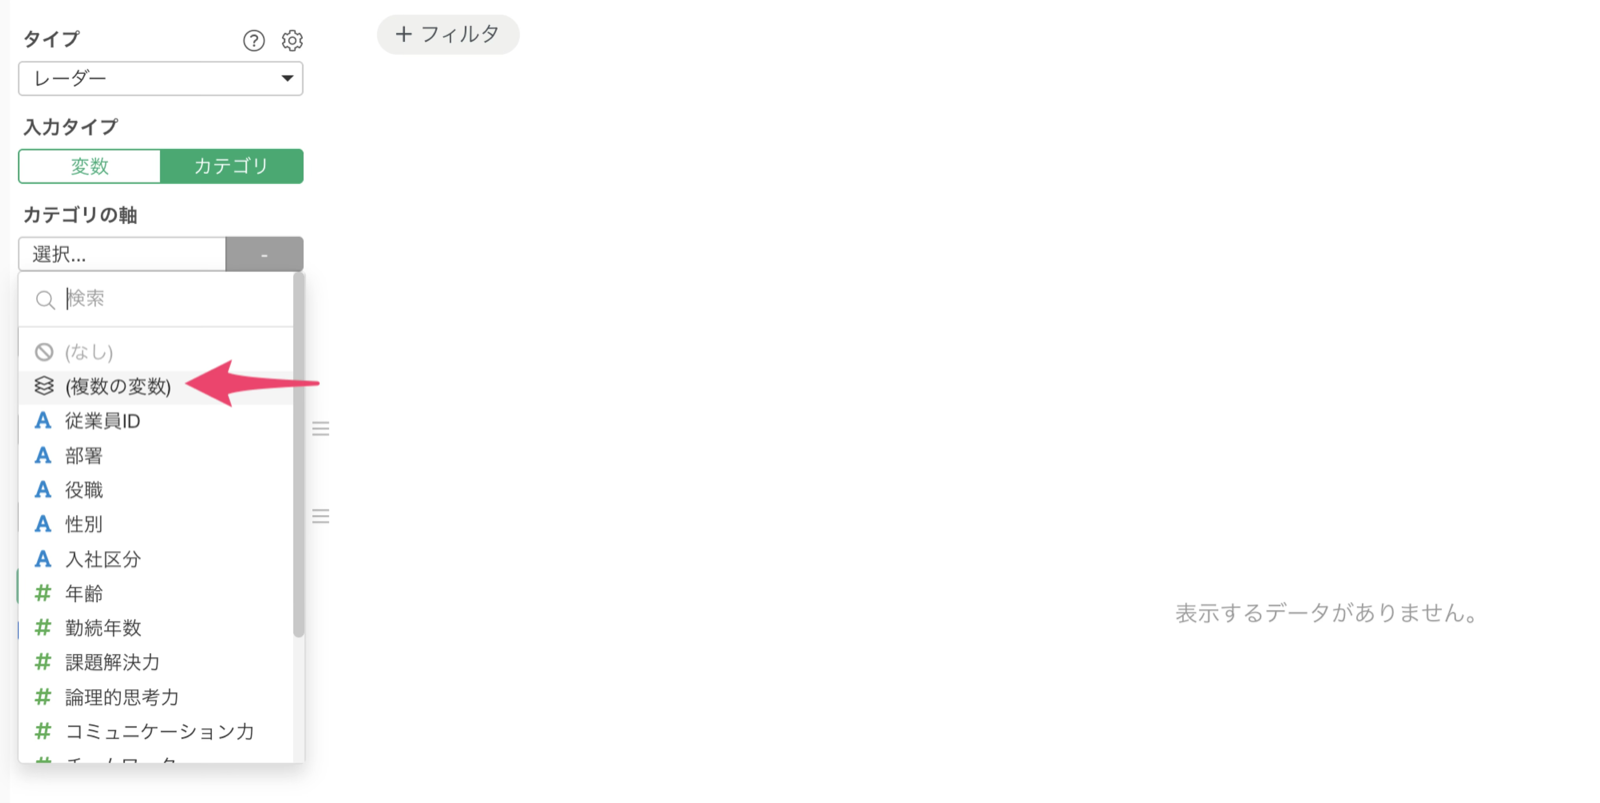 タイプ
レーダー
入力タイプ
変数
カテゴリ
カテゴリの軸
選択...
-
検索
(なし)
(複数の変数)
従業員ID
部署
役職
性別
入社区分
年齢
勤続年数
課題解決力
論理的思考力
コミュニケーション力
+ フィルタ
表示するデータがありません。